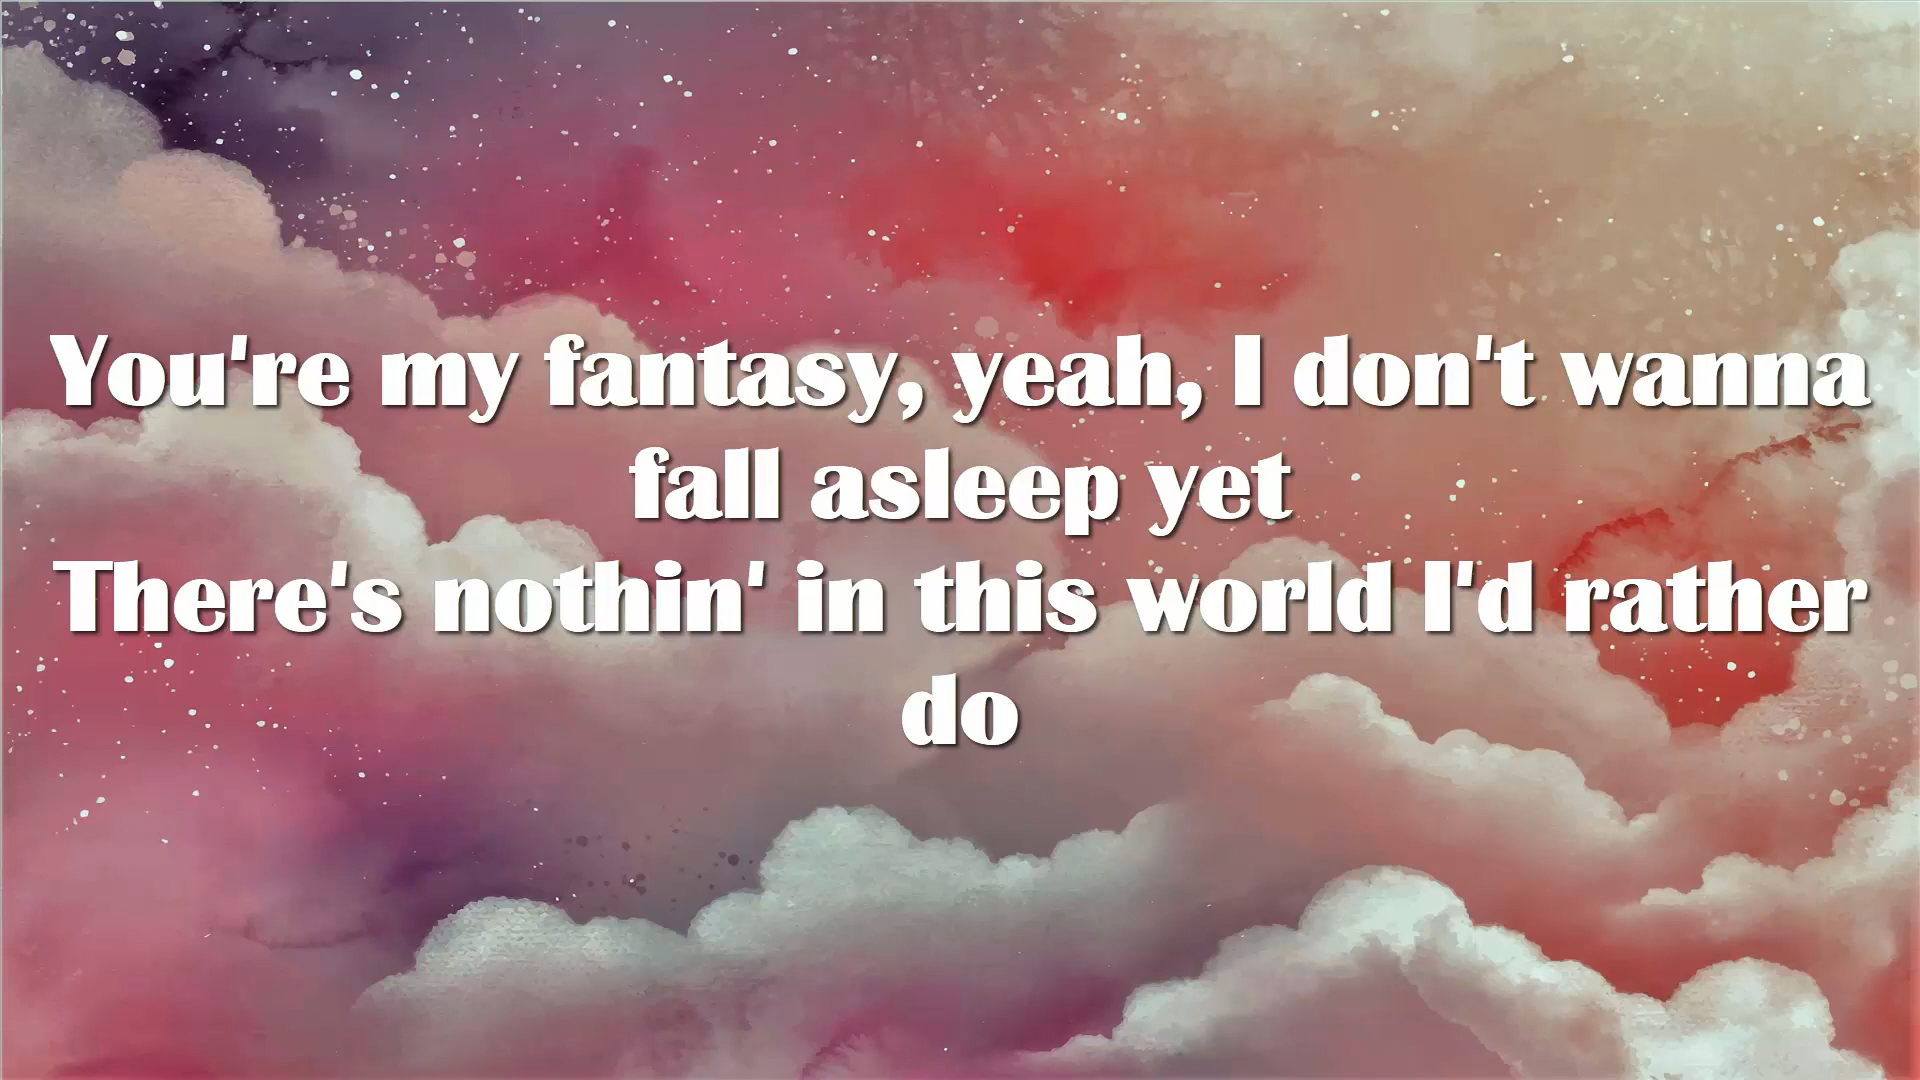 You're my fantasy, yeah, I don't wanna
fall asleep yet
There's nothin' in this world I'd rather
do